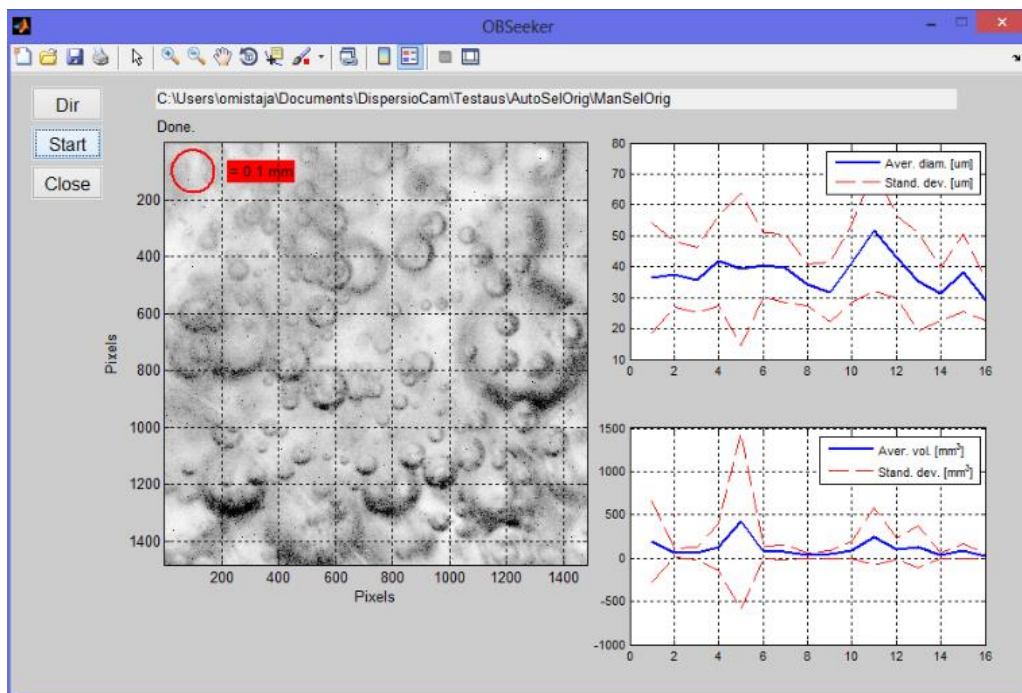 OBSeeker
Dir
Start
Close
C:\Users\omistaja\Documents\DispersioCam\Testaus\AutoSelOrig\ManSelOrig
Done.
= 0.1 mm
200
400
600
800
1000
1200
1400
Pixels
200 400 600 800 1000 1200 1400
Pixels
80
70
60
50
40
30
20
10
0 2 4 6 8 10 12 14 16
Aver. diam. [um]
Stand. dev. [um]
1500
1000
500
0
-500
-1000
0 2 4 6 8 10 12 14 16
Aver. vol. [mm³]
Stand. dev. [mm³]